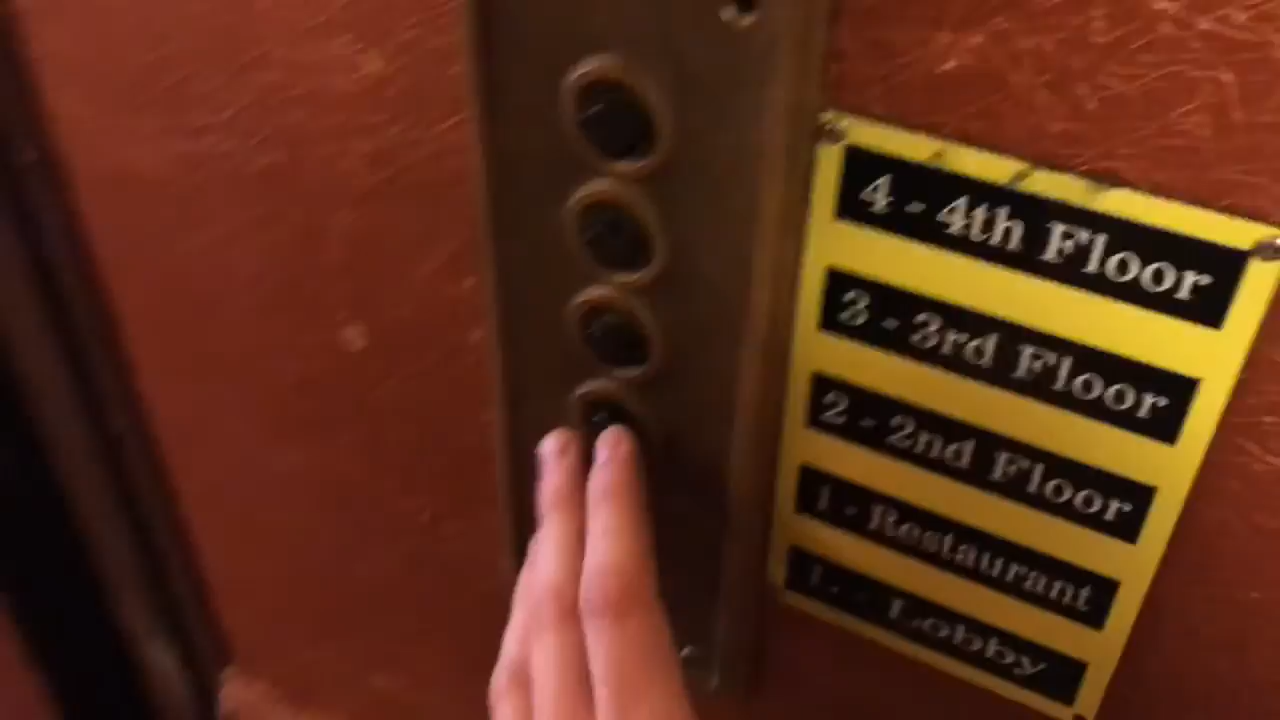 4 - 4th Floor
3 - 3rd Floor
2 - 2nd Floor
1 - Restaurant
L - Lobby